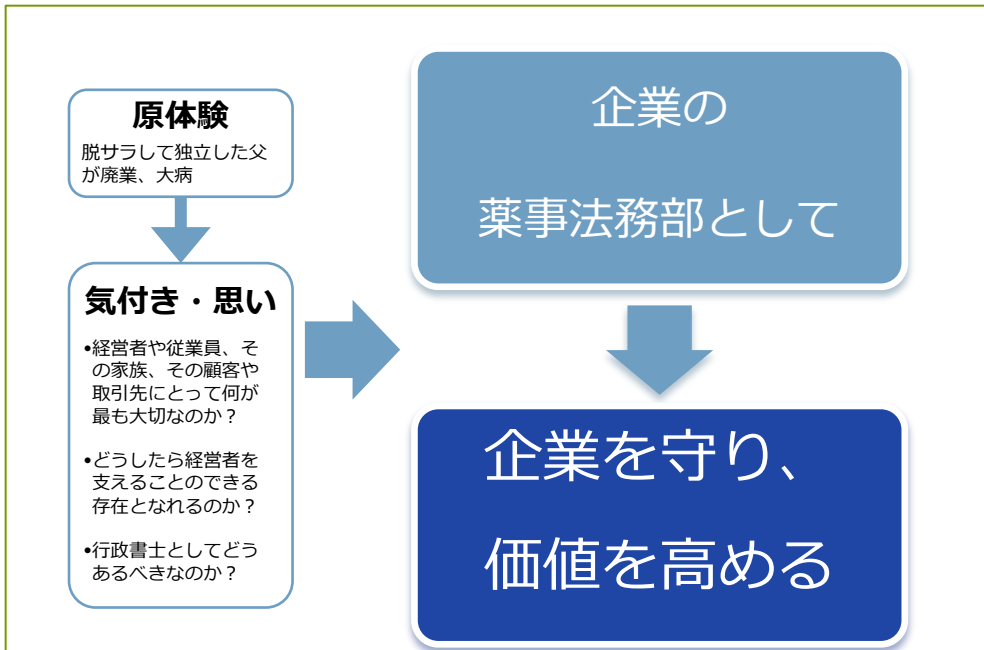 原体験
脱サラして独立した父
が廃業、大病
気付き・思い
•経営者や従業員、そ
の家族、その顧客や
取引先にとって何が
最も大切なのか？
•どうしたら経営者を
支えることのできる
存在となれるのか？
•行政書士としてどう
あるべきなのか？
企業の
薬事法務部として
企業を守り、
価値を高める